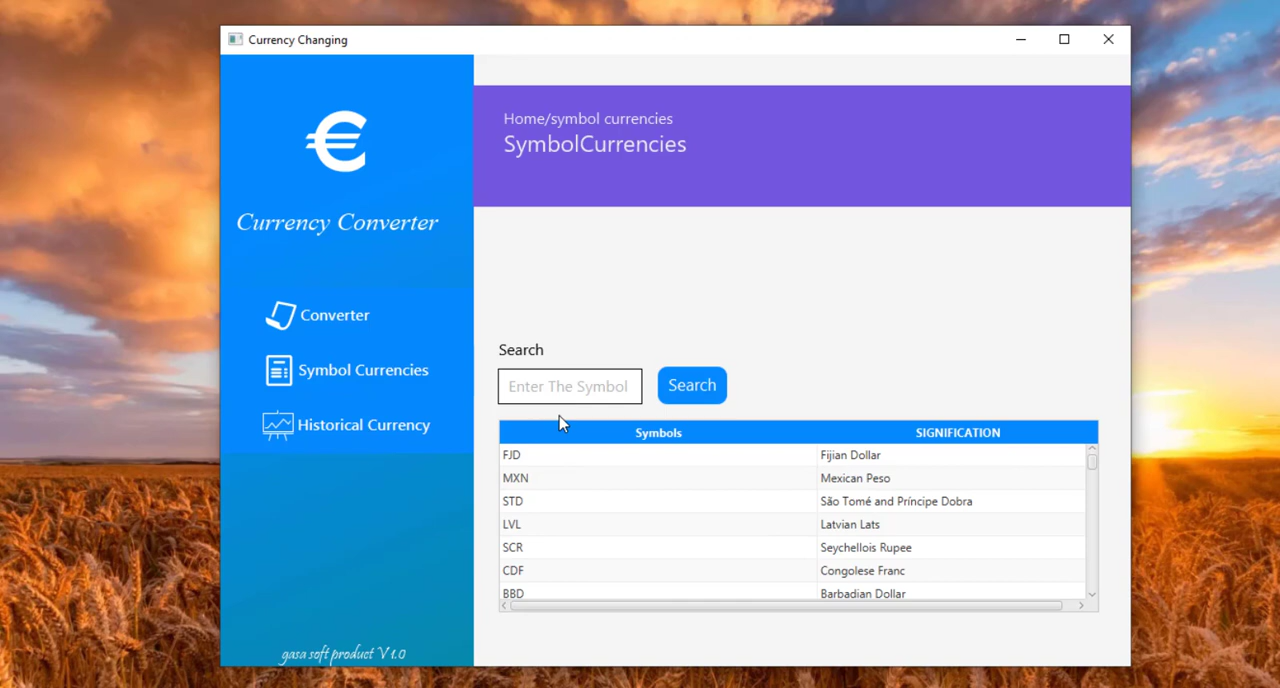 Currency Changing
€
Currency Converter
Converter
Symbol Currencies
Historical Currency
gasa soft product V 1.0
Home/symbol currencies
SymbolCurrencies
Search
Enter The Symbol
Search
Symbols SIGNIFICATION
FJD Fijian Dollar
MXN Mexican Peso
STD São Tomé and Príncipe Dobra
LVL Latvian Lats
SCR Seychellois Rupee
CDF Congolese Franc
BBD Barbadian Dollar